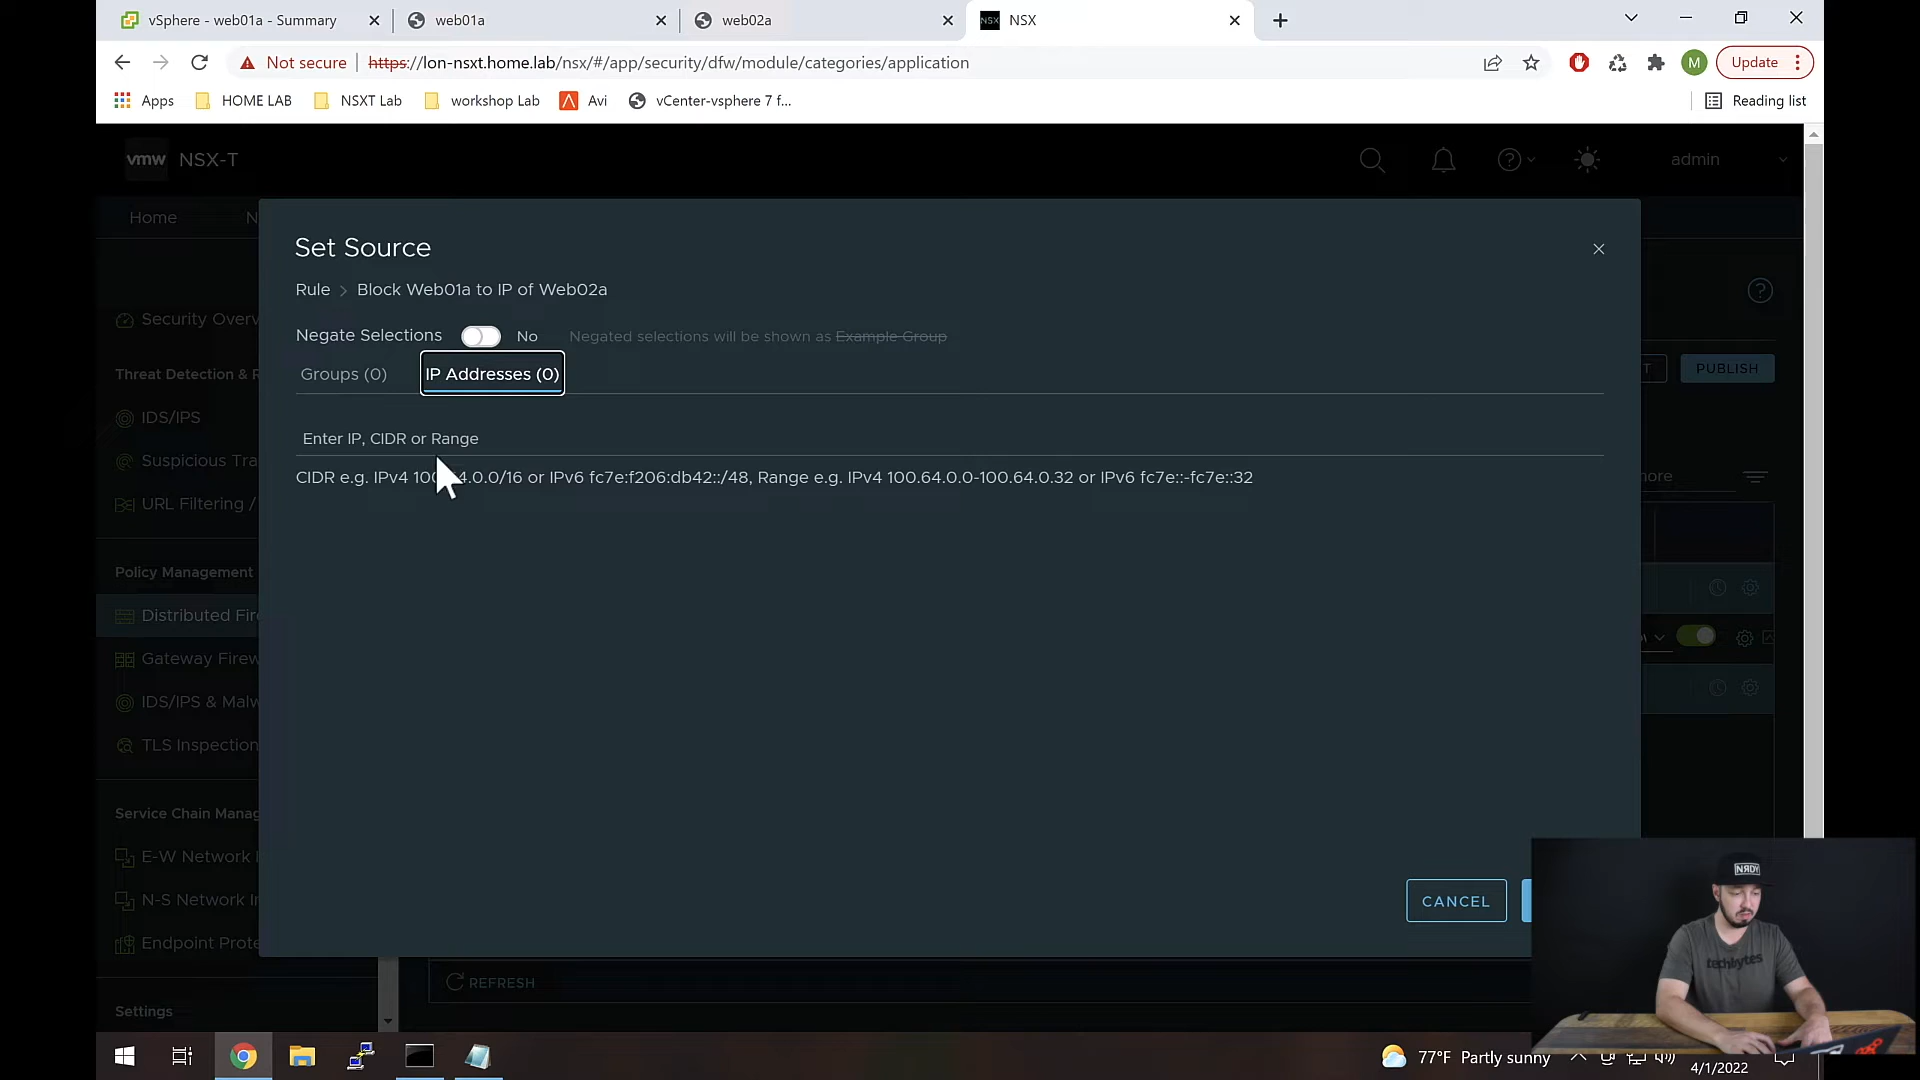 vSphere - web01a - Summary
web01a
web02a
NSX
Not secure
https://lon-nsxt.home.lab/nsx/#/app/security/dfw/module/categories/application
M
Update
Apps
HOME LAB
NSXT Lab
workshop Lab
Avi
vCenter-vsphere 7 f...
Reading list
vmw
NSX-T
admin
Home
N
Set Source
Rule > Block Web01a to IP of Web02a
Negate Selections
No
Negated selections will be shown as Example Group
Groups (0)
IP Addresses (0)
Enter IP, CIDR or Range
CIDR e.g. IPv4 100 4.0.0/16 or IPv6 fc7e:f206:db42::/48, Range e.g. IPv4 100.64.0.0-100.64.0.32 or IPv6 fc7e::-fc7e::32
Security Overv
Threat Detection & R
IDS/IPS
Suspicious Tra
URL Filtering /
Policy Management
Distributed Fire
Gateway Firew
IDS/IPS & Malw
TLS Inspection
Service Chain Manag
E-W Network
N-S Network In
Endpoint Prote
Settings
T
PUBLISH
more
CANCEL
REFRESH
NRDY
techbytes
77°F Partly sunny
4/1/2022